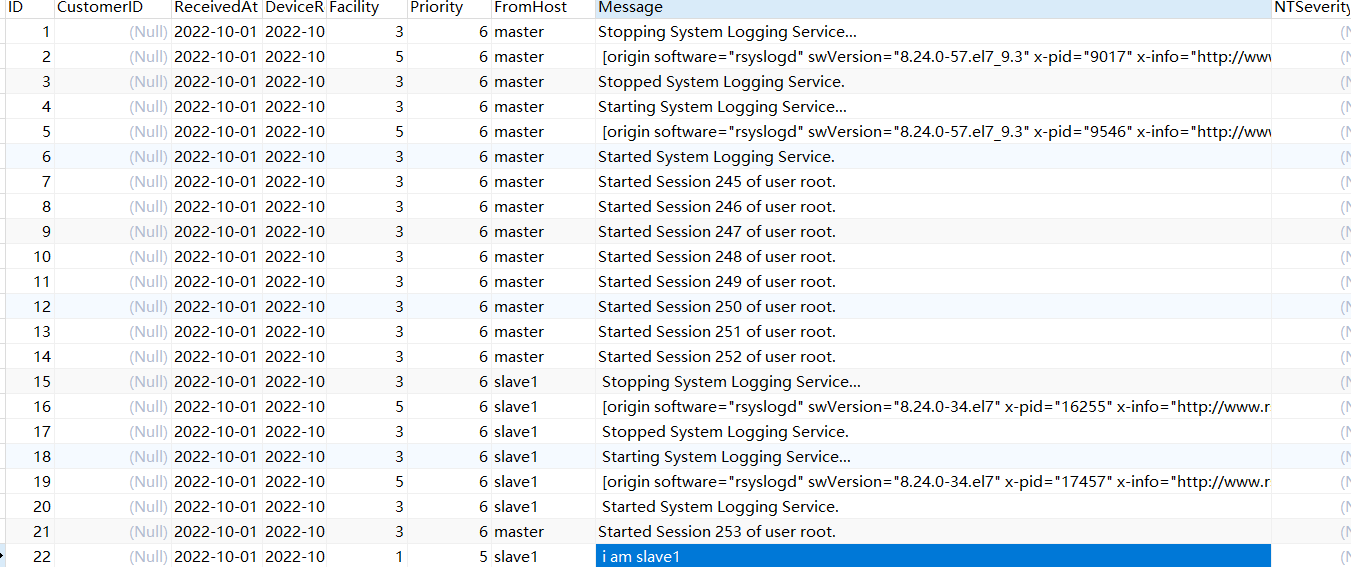 ID CustomerID ReceivedAt DeviceR Facility Priority FromHost Message NTSeverity
1 (Null) 2022-10-01 2022-10 3 6 master Stopping System Logging Service...
2 (Null) 2022-10-01 2022-10 5 6 master [origin software="rsyslogd" swVersion="8.24.0-57.el7_9.3" x-pid="9017" x-info="http://www
3 (Null) 2022-10-01 2022-10 3 6 master Stopped System Logging Service.
4 (Null) 2022-10-01 2022-10 3 6 master Starting System Logging Service...
5 (Null) 2022-10-01 2022-10 5 6 master [origin software="rsyslogd" swVersion="8.24.0-57.el7_9.3" x-pid="9546" x-info="http://www
6 (Null) 2022-10-01 2022-10 3 6 master Started System Logging Service.
7 (Null) 2022-10-01 2022-10 3 6 master Started Session 245 of user root.
8 (Null) 2022-10-01 2022-10 3 6 master Started Session 246 of user root.
9 (Null) 2022-10-01 2022-10 3 6 master Started Session 247 of user root.
10 (Null) 2022-10-01 2022-10 3 6 master Started Session 248 of user root.
11 (Null) 2022-10-01 2022-10 3 6 master Started Session 249 of user root.
12 (Null) 2022-10-01 2022-10 3 6 master Started Session 250 of user root.
13 (Null) 2022-10-01 2022-10 3 6 master Started Session 251 of user root.
14 (Null) 2022-10-01 2022-10 3 6 master Started Session 252 of user root.
15 (Null) 2022-10-01 2022-10 3 6 slave1 Stopping System Logging Service...
16 (Null) 2022-10-01 2022-10 5 6 slave1 [origin software="rsyslogd" swVersion="8.24.0-34.el7" x-pid="16255" x-info="http://www.r
17 (Null) 2022-10-01 2022-10 3 6 slave1 Stopped System Logging Service.
18 (Null) 2022-10-01 2022-10 3 6 slave1 Starting System Logging Service...
19 (Null) 2022-10-01 2022-10 5 6 slave1 [origin software="rsyslogd" swVersion="8.24.0-34.el7" x-pid="17457" x-info="http://www.r
20 (Null) 2022-10-01 2022-10 3 6 slave1 Started System Logging Service.
21 (Null) 2022-10-01 2022-10 3 6 master Started Session 253 of user root.
22 (Null) 2022-10-01 2022-10 1 5 slave1 i am slave1